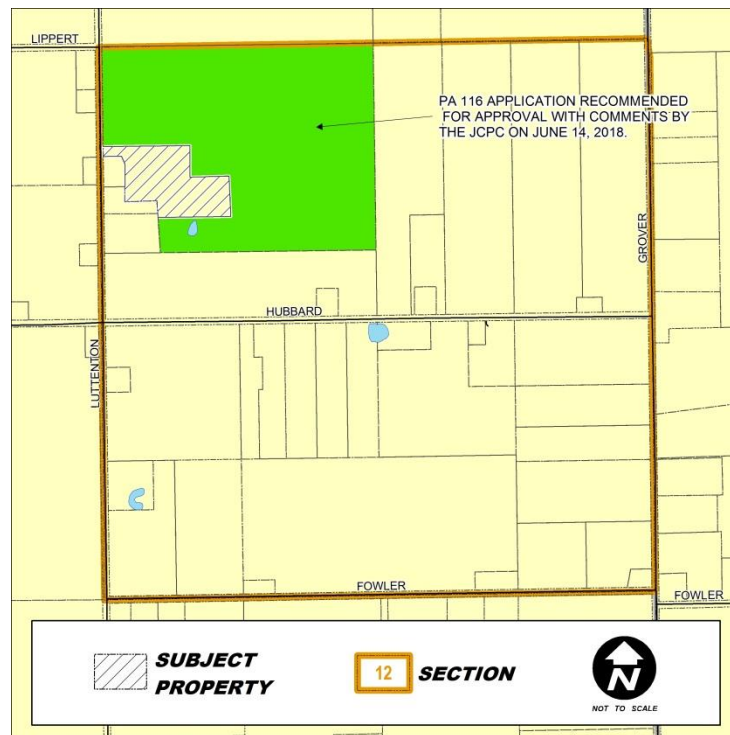 LIPPERT
PA 116 APPLICATION RECOMMENDED
FOR APPROVAL WITH COMMENTS BY
THE JCPC ON JUNE 14, 2018.
GROVER
HUBBARD
LUTTENTON
FOWLER
FOWLER
SUBJECT
PROPERTY
12
SECTION
N
NOT TO SCALE